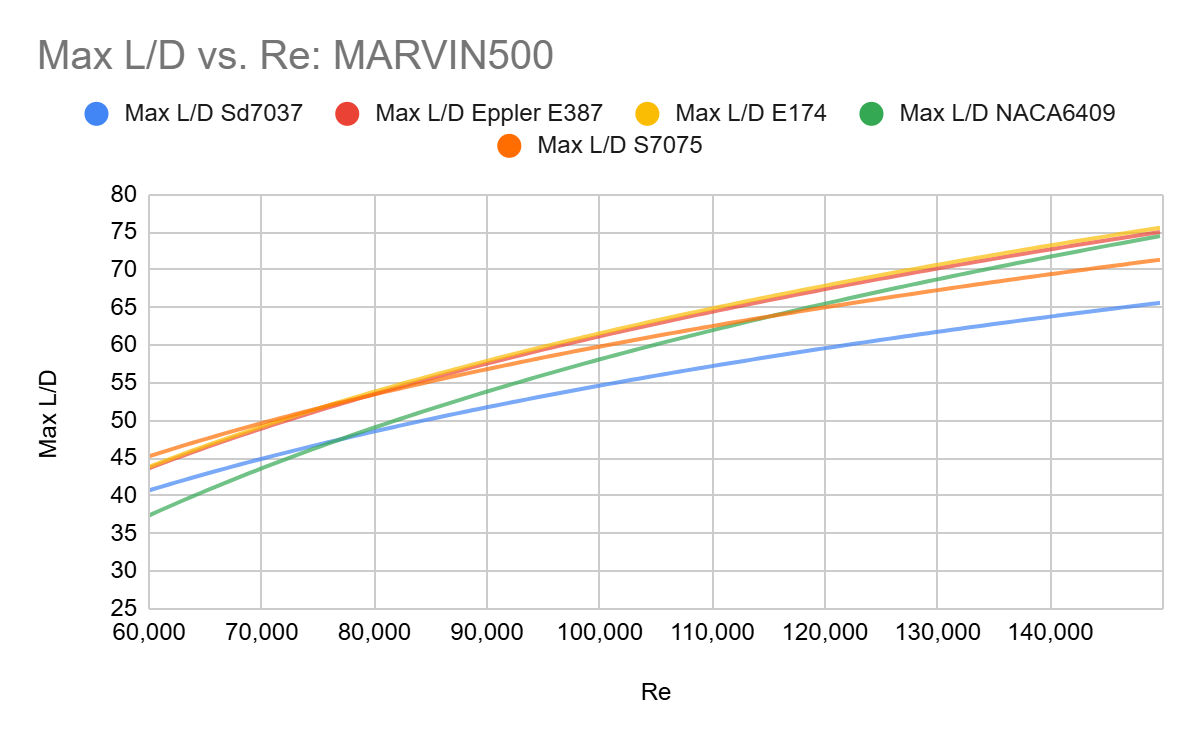 Max L/D vs. Re: MARVIN500
Max L/D Sd7037 Max L/D Eppler E387 Max L/D E174 Max L/D NACA6409
Max L/D S7075
80
75
70
65
60
55
50
45
40
35
30
25
Max L/D
60,000 70,000 80,000 90,000 100,000 110,000 120,000 130,000 140,000
Re